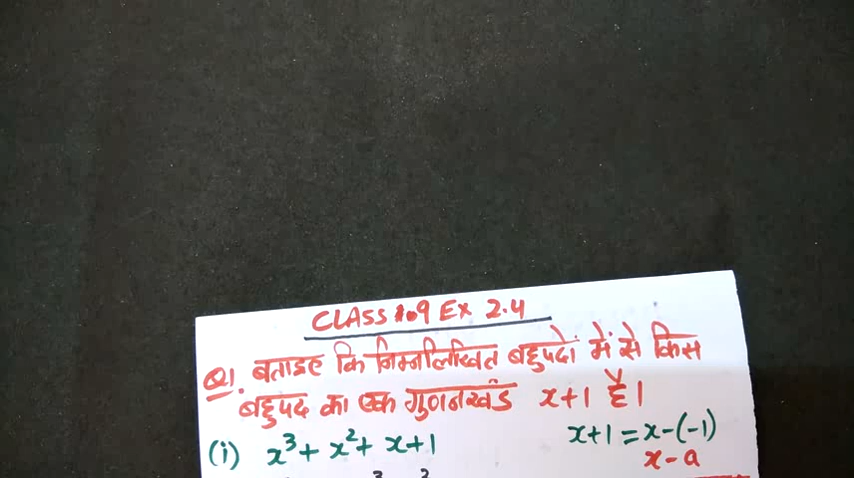 CLASS 9 Ex 2.4
Q1. बताइए कि निम्नलिखित बहुपदों में से किस
बहुपद का एक गुणनखंड x+1 है।
(i) x³ + x² + x + 1 x+1 = x-(-1)
x-a